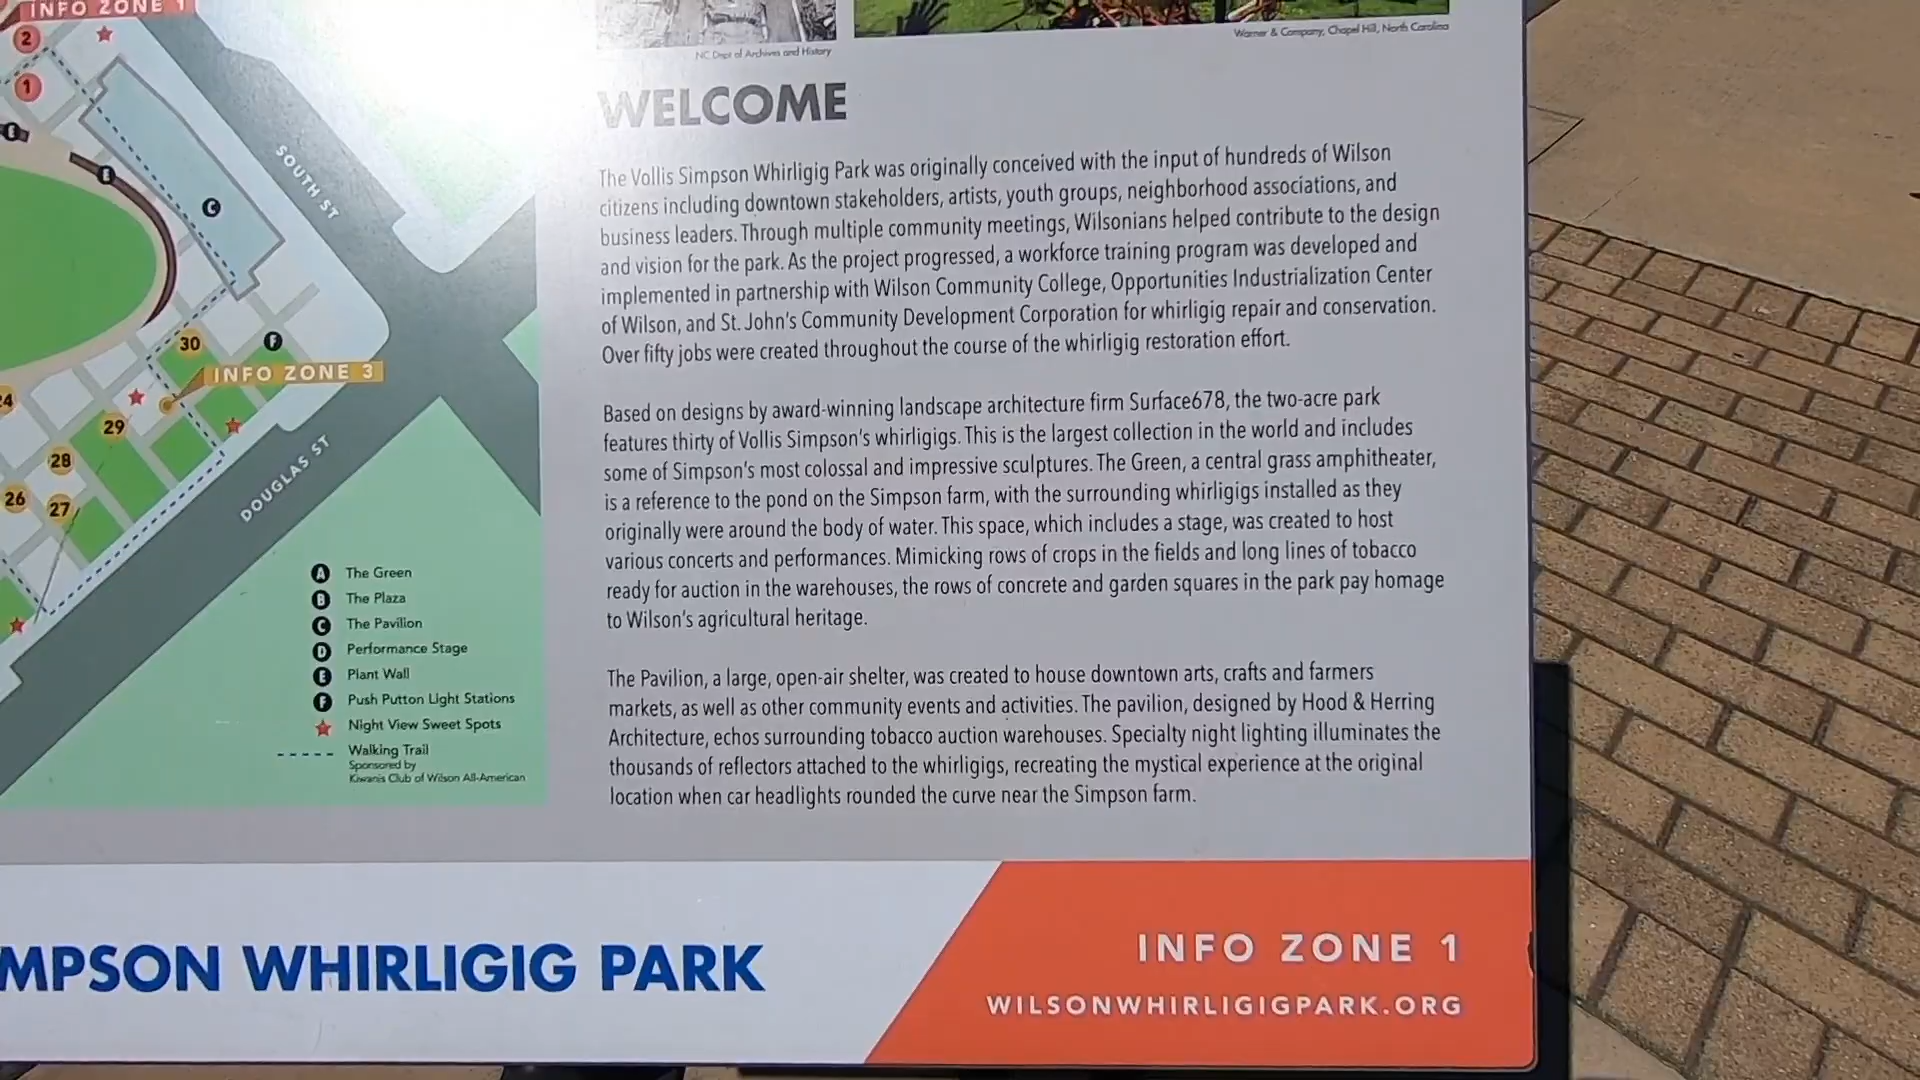 INFO ZONE 1
2
1
E
E
C
SOUTH ST
30
F
INFO ZONE 3
24
29
28
26
27
DOUGLAS ST
A The Green
B The Plaza
C The Pavilion
D Performance Stage
E Plant Wall
F Push Putton Light Stations
Night View Sweet Spots
Walking Trail
Sponsored by
Kiwanis Club of Wilson All-American
NC Dept of Archives and History
Warner & Company, Chapel Hill, North Carolina
WELCOME
The Vollis Simpson Whirligig Park was originally conceived with the input of hundreds of Wilson
citizens including downtown stakeholders, artists, youth groups, neighborhood associations, and
business leaders. Through multiple community meetings, Wilsonians helped contribute to the design
and vision for the park. As the project progressed, a workforce training program was developed and
implemented in partnership with Wilson Community College, Opportunities Industrialization Center
of Wilson, and St. John's Community Development Corporation for whirligig repair and conservation.
Over fifty jobs were created throughout the course of the whirligig restoration effort.
Based on designs by award-winning landscape architecture firm Surface678, the two-acre park
features thirty of Vollis Simpson's whirligigs. This is the largest collection in the world and includes
some of Simpson's most colossal and impressive sculptures. The Green, a central grass amphitheater,
is a reference to the pond on the Simpson farm, with the surrounding whirligigs installed as they
originally were around the body of water. This space, which includes a stage, was created to host
various concerts and performances. Mimicking rows of crops in the fields and long lines of tobacco
ready for auction in the warehouses, the rows of concrete and garden squares in the park pay homage
to Wilson's agricultural heritage.
The Pavilion, a large, open-air shelter, was created to house downtown arts, crafts and farmers
markets, as well as other community events and activities. The pavilion, designed by Hood & Herring
Architecture, echos surrounding tobacco auction warehouses. Specialty night lighting illuminates the
thousands of reflectors attached to the whirligigs, recreating the mystical experience at the original
location when car headlights rounded the curve near the Simpson farm.
MPSON WHIRLIGIG PARK
INFO ZONE 1
WILSONWHIRLIGIGPARK.ORG